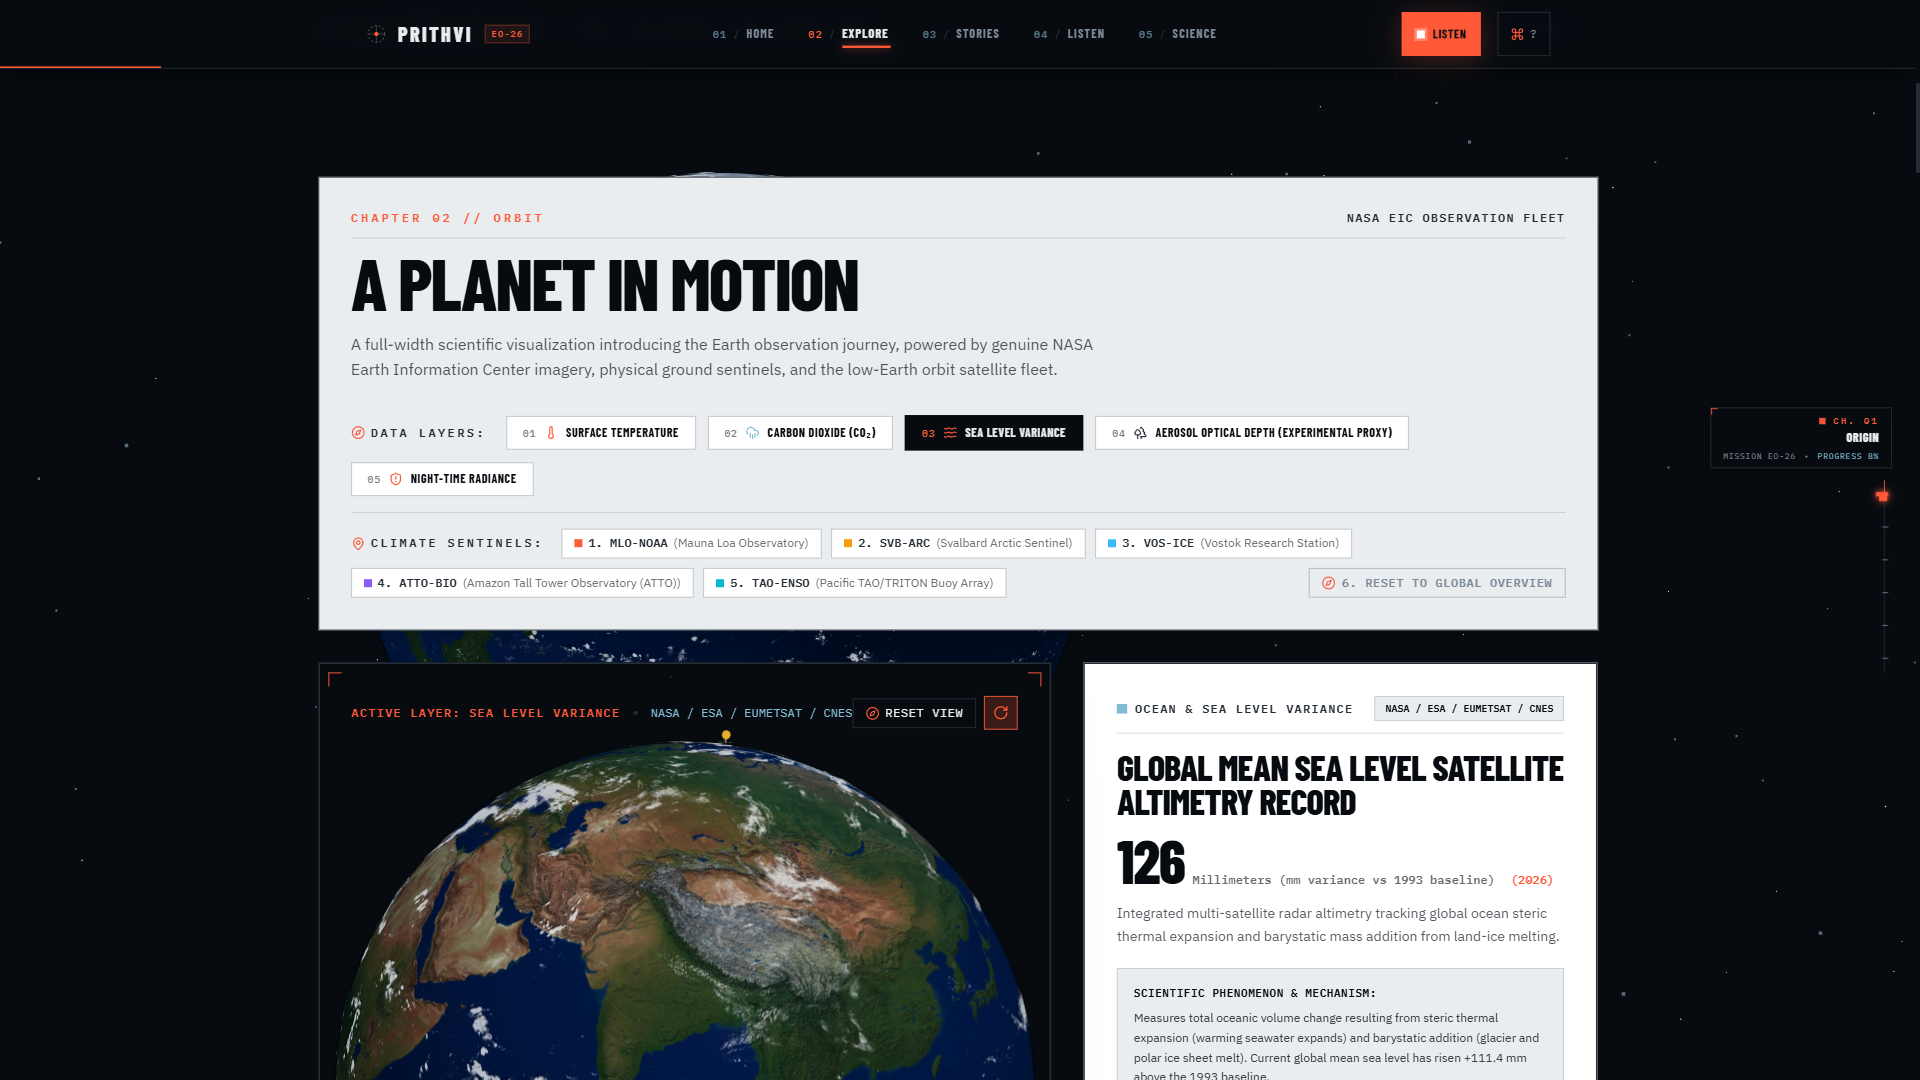 PRITHVI EO-26 01 / HOME 02 / EXPLORE 03 / STORIES 04 / LISTEN 05 / SCIENCE LISTEN ⌘ ?
CHAPTER 02 // ORBIT NASA EIC OBSERVATION FLEET
A PLANET IN MOTION
A full-width scientific visualization introducing the Earth observation journey, powered by genuine NASA
Earth Information Center imagery, physical ground sentinels, and the low-Earth orbit satellite fleet.
DATA LAYERS: 01 SURFACE TEMPERATURE 02 CARBON DIOXIDE (CO₂) 03 SEA LEVEL VARIANCE 04 AEROSOL OPTICAL DEPTH (EXPERIMENTAL PROXY)
05 NIGHT-TIME RADIANCE
CLIMATE SENTINELS: 1. MLO-NOAA (Mauna Loa Observatory) 2. SVB-ARC (Svalbard Arctic Sentinel) 3. VOS-ICE (Vostok Research Station)
4. ATTO-BIO (Amazon Tall Tower Observatory (ATTO)) 5. TAO-ENSO (Pacific TAO/TRITON Buoy Array) 6. RESET TO GLOBAL OVERVIEW
CH. 01
ORIGIN
MISSION EO-26 • PROGRESS 8%
ACTIVE LAYER: SEA LEVEL VARIANCE NASA / ESA / EUMETSAT / CNES RESET VIEW
OCEAN & SEA LEVEL VARIANCE NASA / ESA / EUMETSAT / CNES
GLOBAL MEAN SEA LEVEL SATELLITE
ALTIMETRY RECORD
126 Millimeters (mm variance vs 1993 baseline) (2026)
Integrated multi-satellite radar altimetry tracking global ocean steric
thermal expansion and barystatic mass addition from land-ice melting.
SCIENTIFIC PHENOMENON & MECHANISM:
Measures total oceanic volume change resulting from steric thermal
expansion (warming seawater expands) and barystatic addition (glacier and
polar ice sheet melt). Current global mean sea level has risen +111.4 mm
above the 1993 baseline.